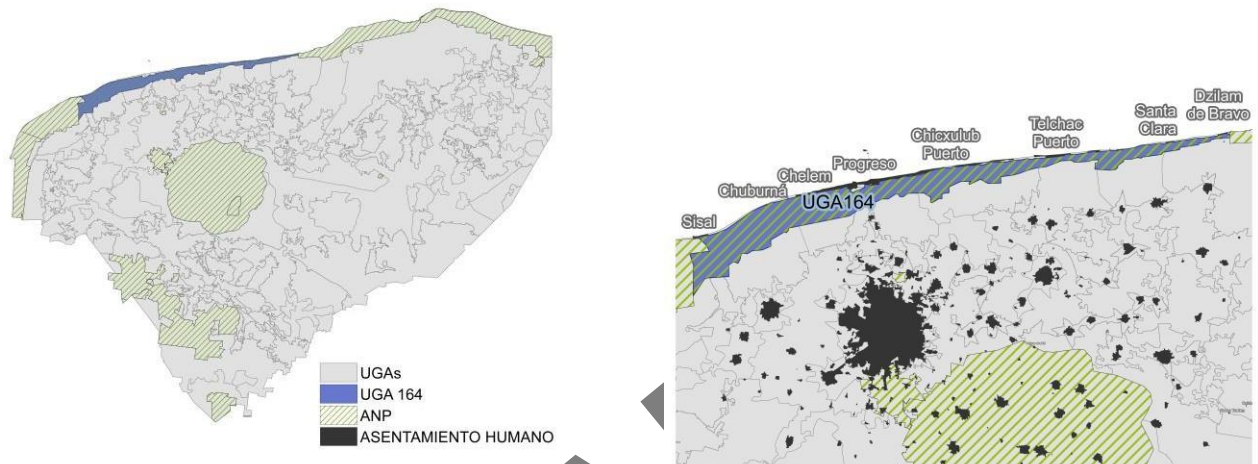 UGAs
UGA 164
ANP
ASENTAMIENTO HUMANO
Dzilam
de Bravo
Santa
Clara
Telchac
Puerto
Chicxulub
Puerto
Progreso
Chelem
Chuburná
UGA164
Sisal